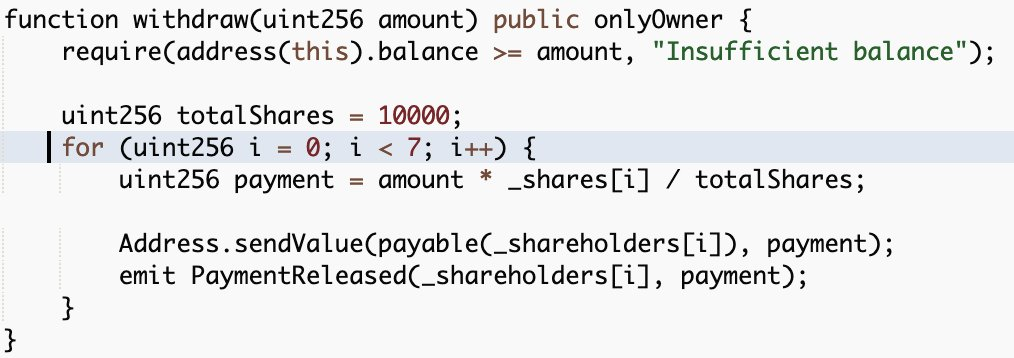 function withdraw(uint256 amount) public onlyOwner {
    require(address(this).balance >= amount, "Insufficient balance");

    uint256 totalShares = 10000;
    for (uint256 i = 0; i < 7; i++) {
        uint256 payment = amount * _shares[i] / totalShares;

        Address.sendValue(payable(_shareholders[i]), payment);
        emit PaymentReleased(_shareholders[i], payment);
    }
}